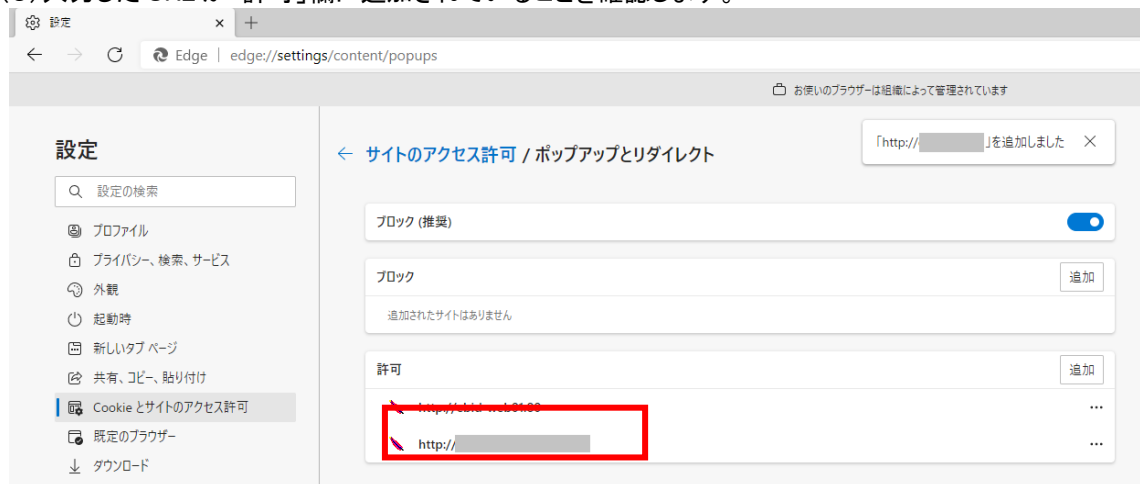 設定
Edge | edge://settings/content/popups
お使いのブラウザーは組織によって管理されています
設定
設定の検索
プロファイル
プライバシー、検索、サービス
外観
起動時
新しいタブ ページ
共有、コピー、貼り付け
Cookie とサイトのアクセス許可
既定のブラウザー
ダウンロード
サイトのアクセス許可 / ポップアップとリダイレクト
「http:// 」を追加しました
ブロック (推奨)
ブロック
追加
追加されたサイトはありません
許可
追加
http://